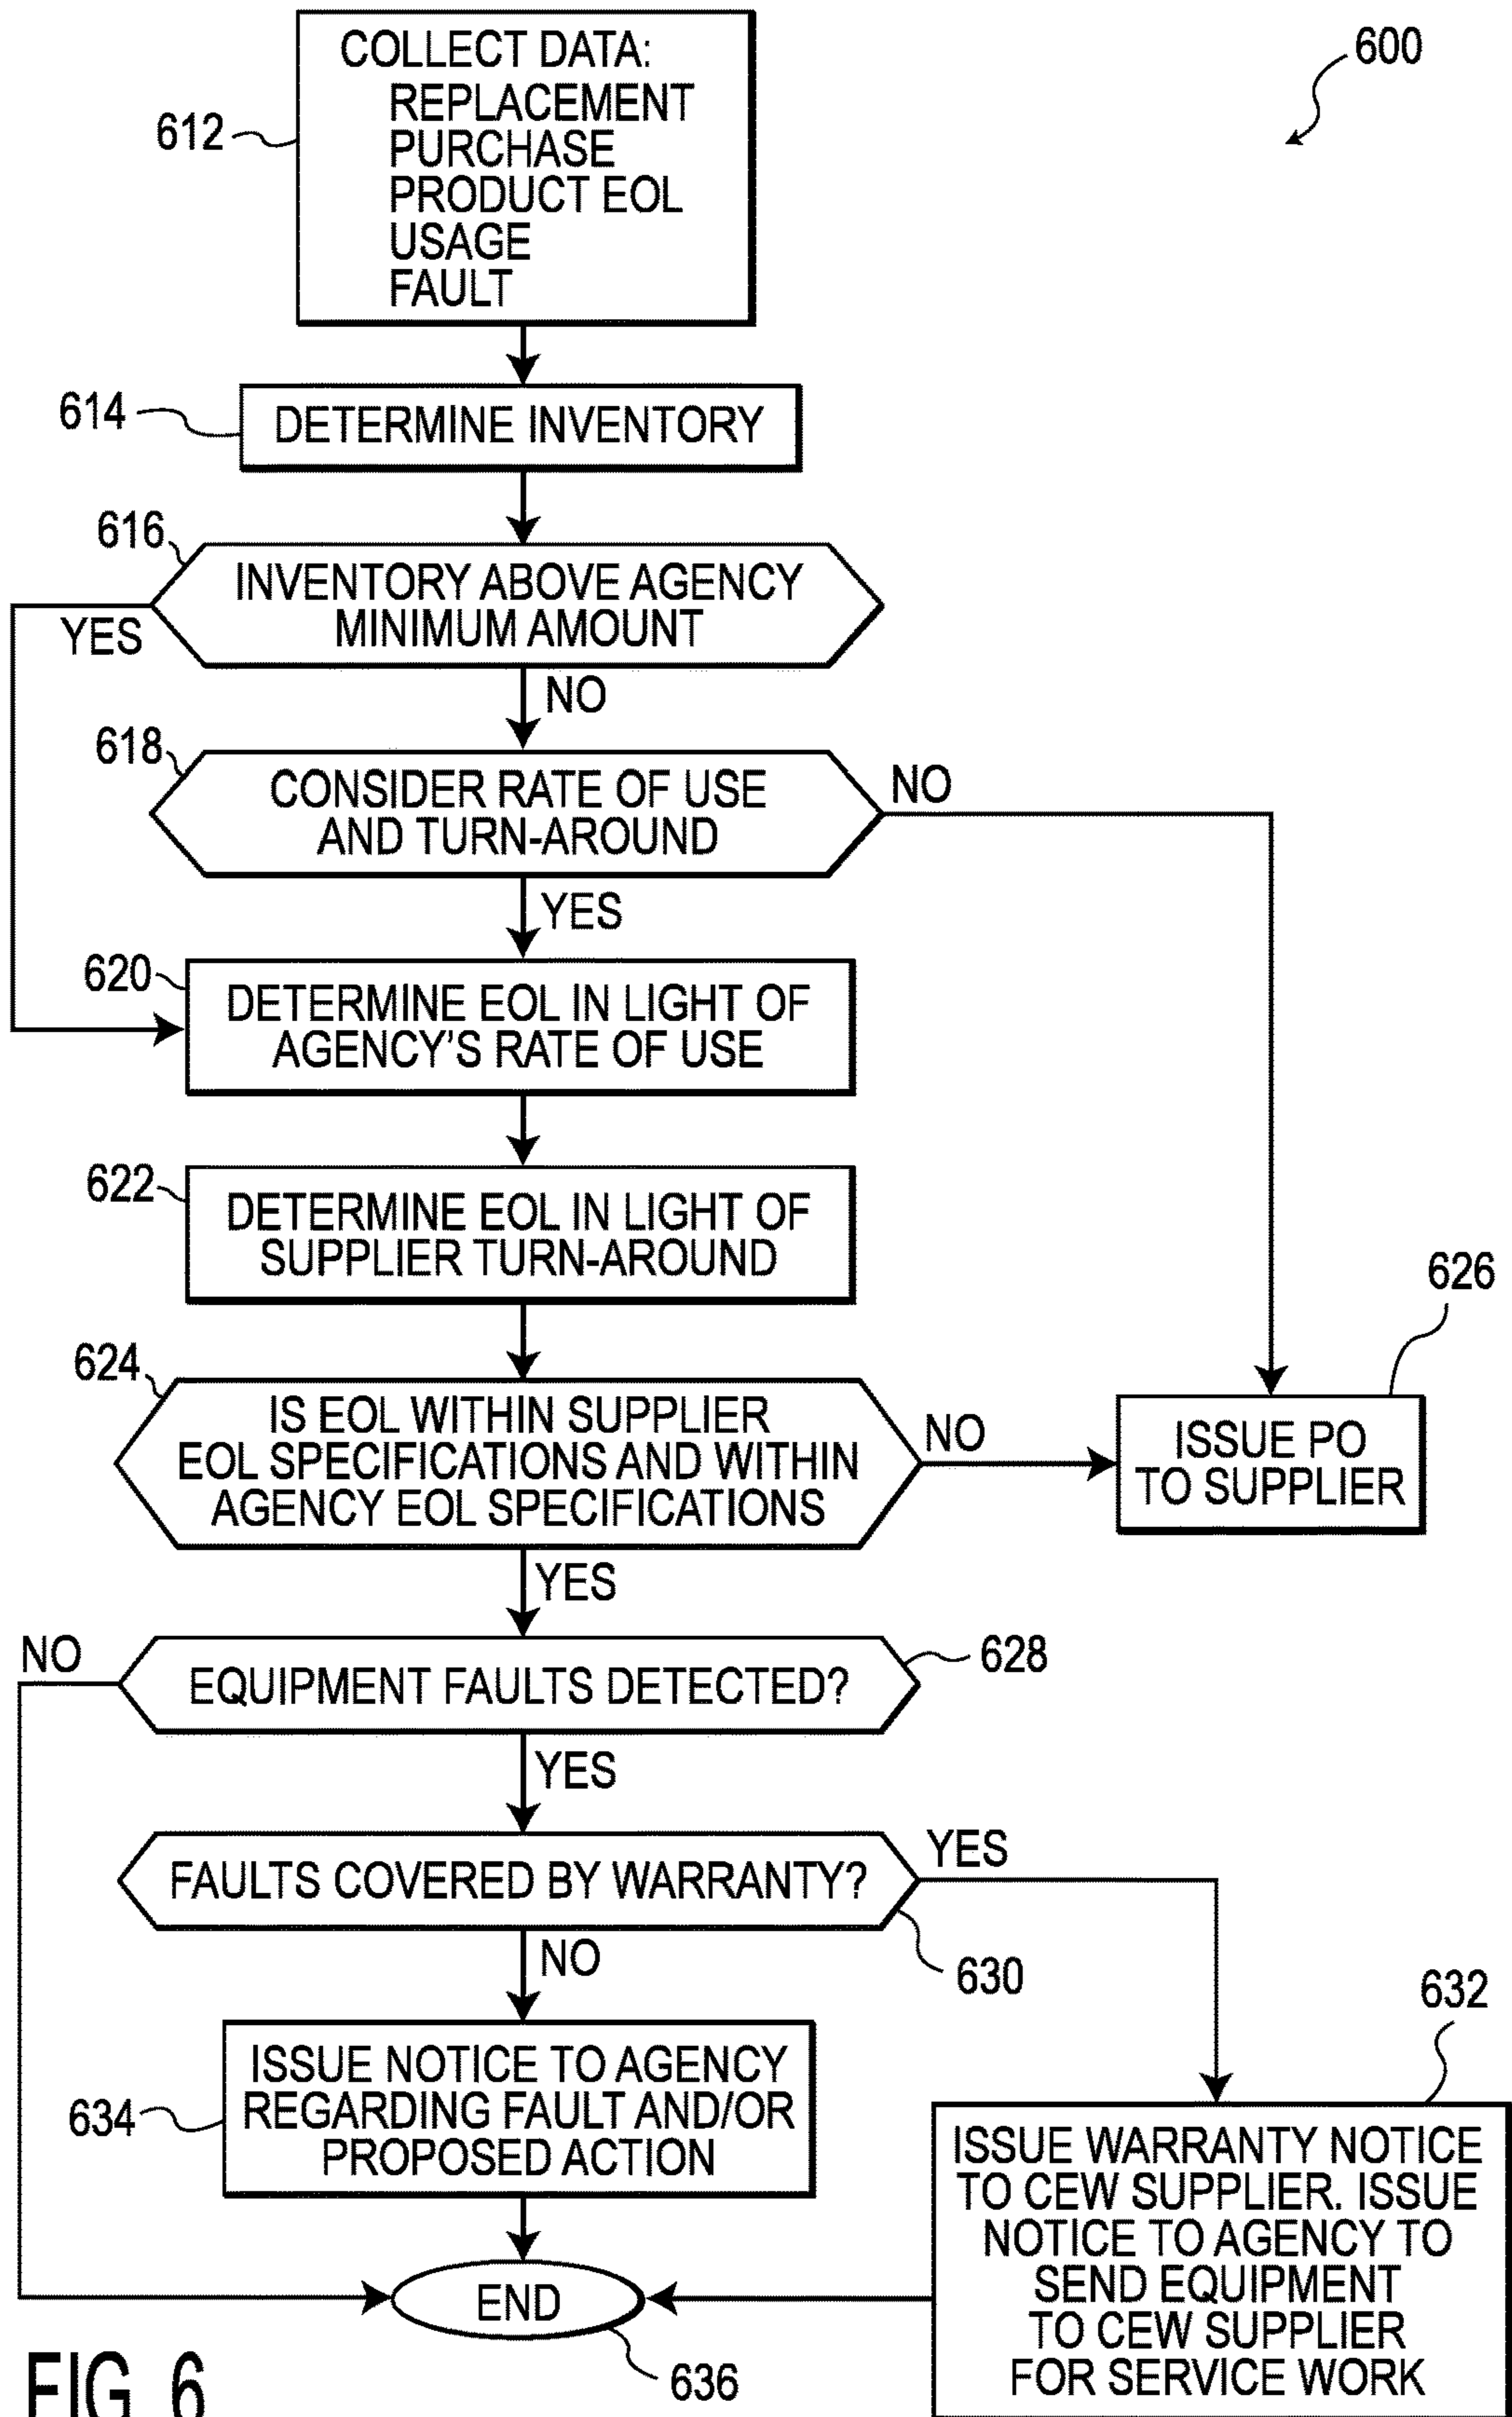 600
COLLECT DATA:
REPLACEMENT
PURCHASE
PRODUCT EOL
USAGE
FAULT
612
614
DETERMINE INVENTORY
616
INVENTORY ABOVE AGENCY
MINIMUM AMOUNT
YES
NO
618
CONSIDER RATE OF USE
AND TURN-AROUND
NO
YES
620
DETERMINE EOL IN LIGHT OF
AGENCY'S RATE OF USE
622
DETERMINE EOL IN LIGHT OF
SUPPLIER TURN-AROUND
624
IS EOL WITHIN SUPPLIER
EOL SPECIFICATIONS AND WITHIN
AGENCY EOL SPECIFICATIONS
NO
626
ISSUE PO
TO SUPPLIER
YES
NO
628
EQUIPMENT FAULTS DETECTED?
YES
FAULTS COVERED BY WARRANTY?
YES
630
NO
632
634
ISSUE NOTICE TO AGENCY
REGARDING FAULT AND/OR
PROPOSED ACTION
ISSUE WARRANTY NOTICE
TO CEW SUPPLIER. ISSUE
NOTICE TO AGENCY TO
SEND EQUIPMENT
TO CEW SUPPLIER
FOR SERVICE WORK
END
636
FIG. 6